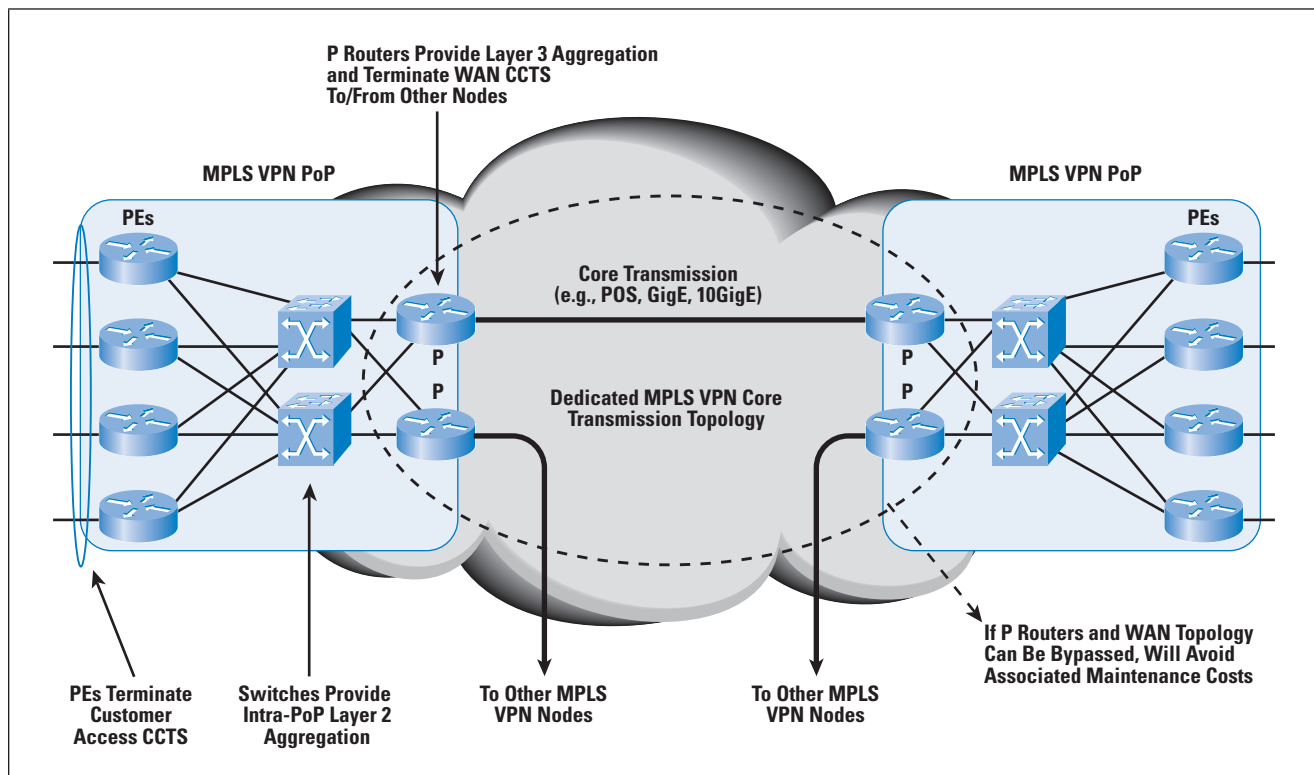 P Routers Provide Layer 3 Aggregation
and Terminate WAN CCTS
To/From Other Nodes
MPLS VPN PoP
MPLS VPN PoP
PEs
PEs
Core Transmission
(e.g., POS, GigE, 10GigE)
P
P
P
P
Dedicated MPLS VPN Core
Transmission Topology
PEs Terminate
Customer
Access CCTS
Switches Provide
Intra-PoP Layer 2
Aggregation
To Other MPLS
VPN Nodes
To Other MPLS
VPN Nodes
If P Routers and WAN Topology
Can Be Bypassed, Will Avoid
Associated Maintenance Costs